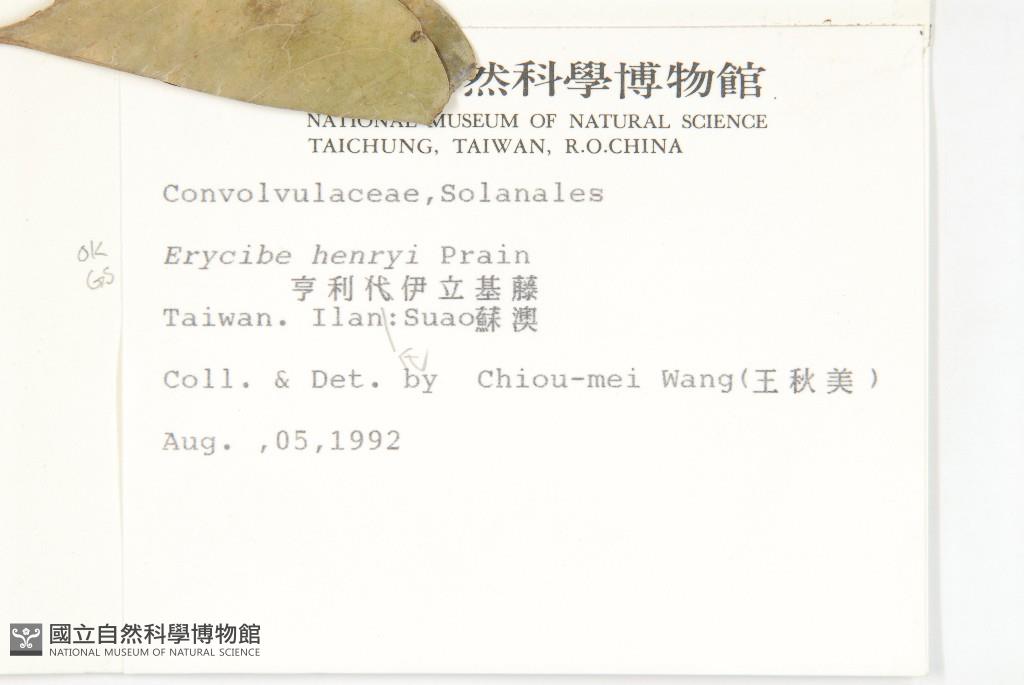 然科學博物館
NATIONAL MUSEUM OF NATURAL SCIENCE
TAICHUNG, TAIWAN, R.O.CHINA
Convolvulaceae,Solanales
OK
GS
Erycibe henryi Prain
亨利代伊立基藤
Taiwan. Ilan:Suao蘇澳
Coll. & Det. by Chiou-mei Wang(王秋美)
Aug. ,05,1992
國立自然科學博物館
NATIONAL MUSEUM OF NATURAL SCIENCE